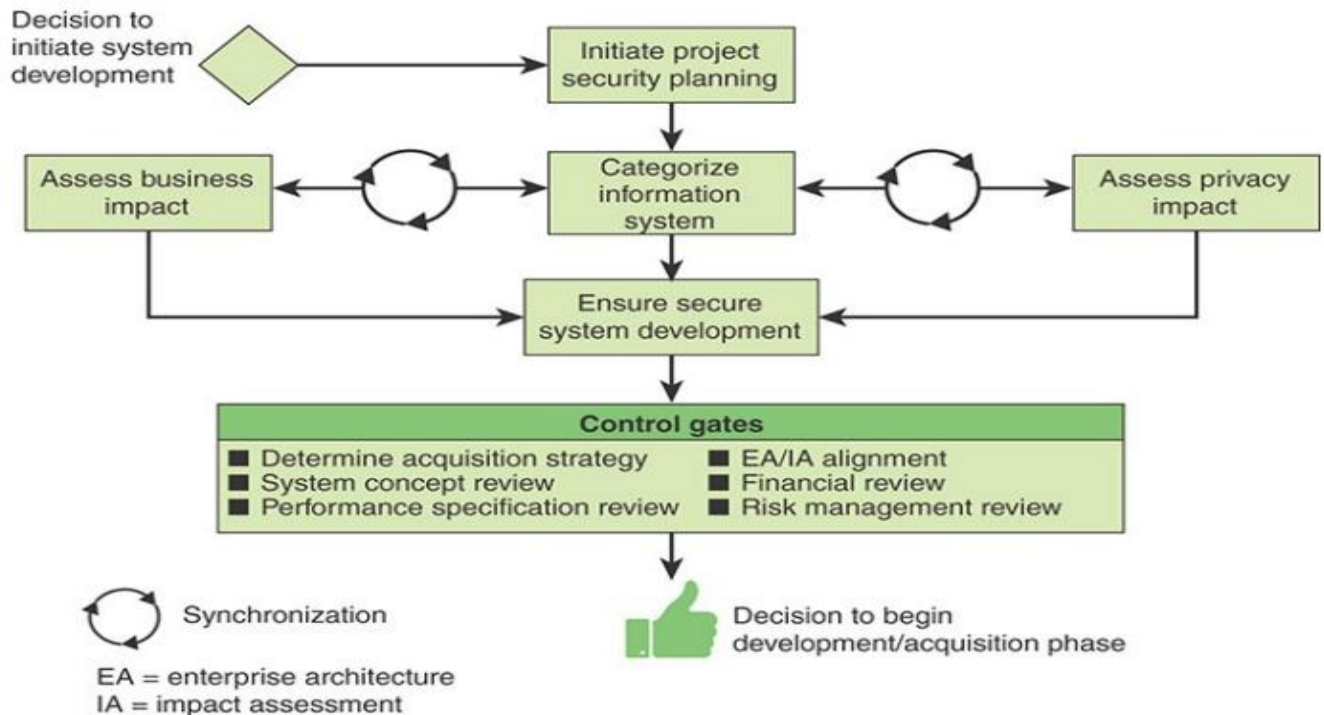 Decision to
initiate system
development
Initiate project
security planning
Assess business
impact
Categorize
information
system
Assess privacy
impact
Ensure secure
system development
Control gates
■ Determine acquisition strategy
■ System concept review
■ Performance specification review
■ EA/IA alignment
■ Financial review
■ Risk management review
Synchronization
EA = enterprise architecture
IA = impact assessment
Decision to begin
development/acquisition phase